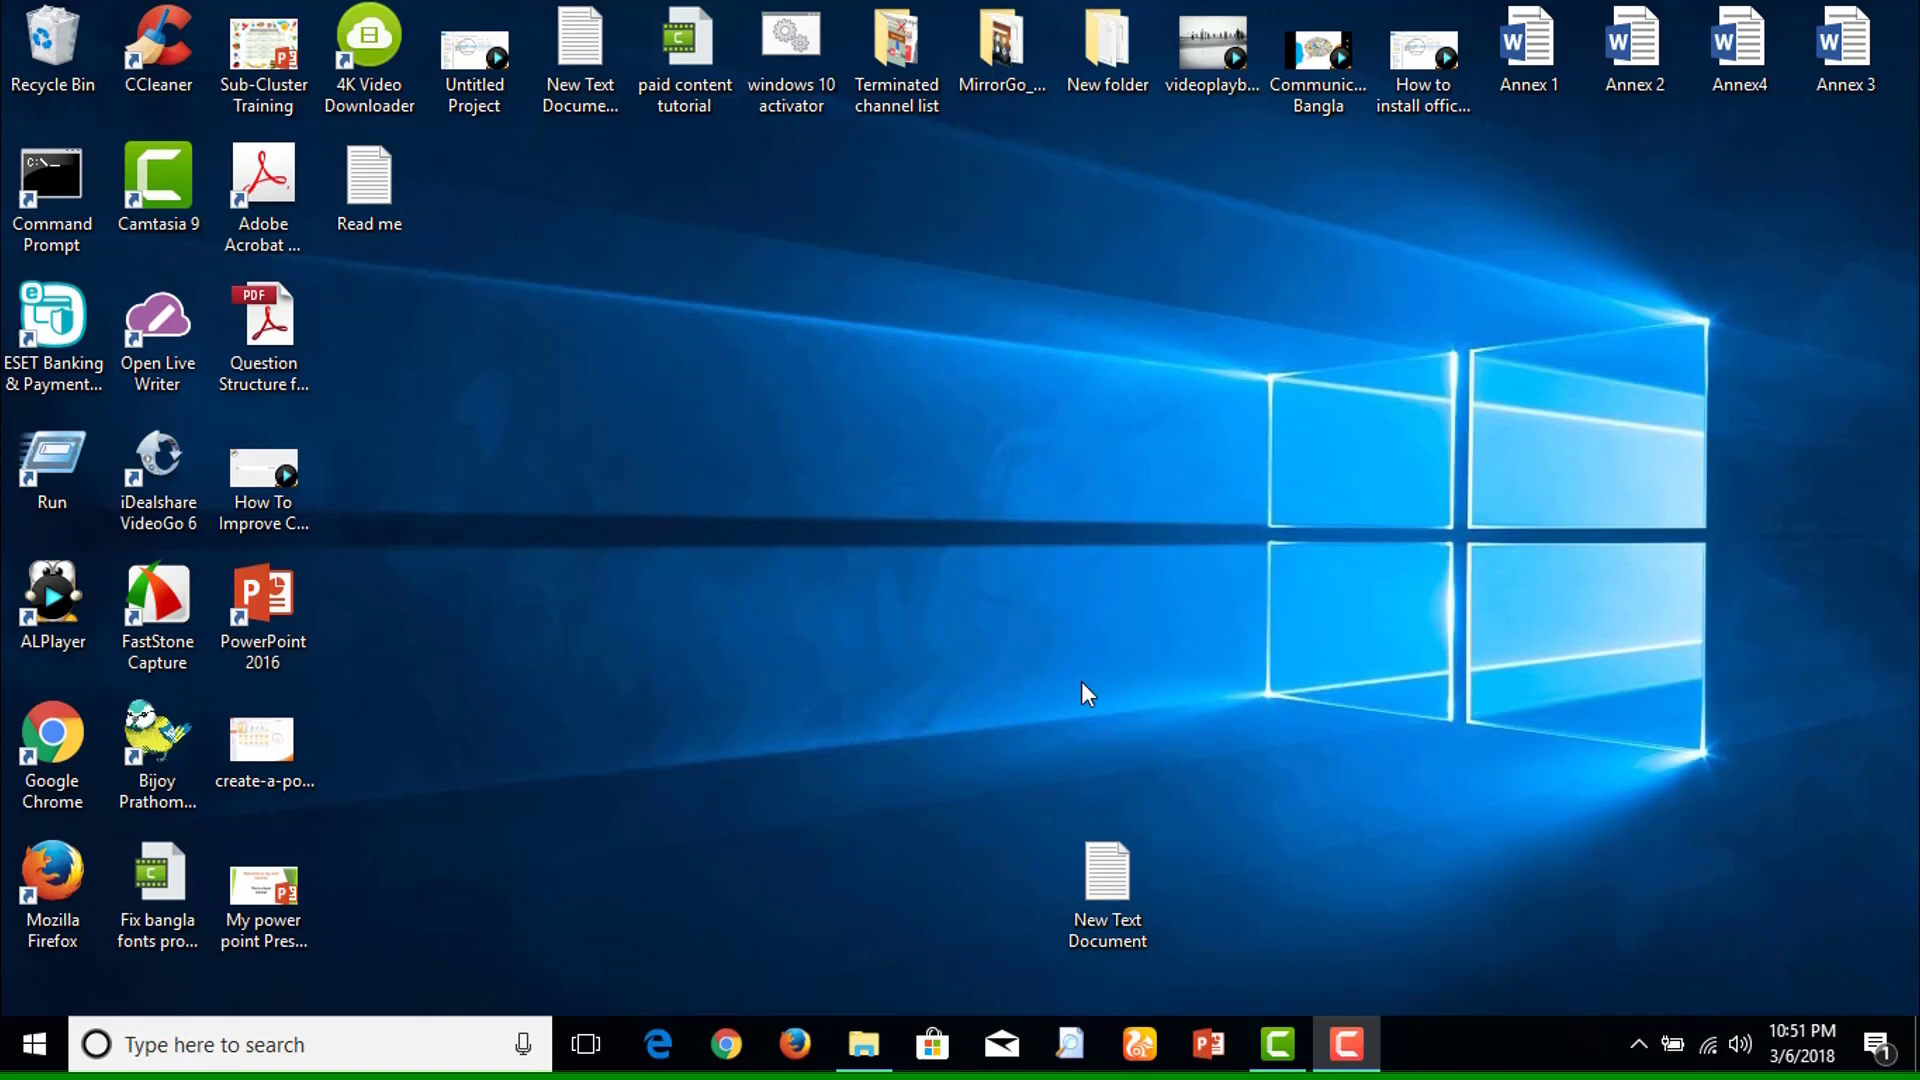 Recycle Bin
CCleaner
Sub-Cluster
Training
4K Video
Downloader
Untitled
Project
New Text
Docume...
paid content
tutorial
windows 10
activator
Terminated
channel list
MirrorGo_...
New folder
videoplayb...
Communic...
Bangla
How to
install offic...
Annex 1
Annex 2
Annex4
Annex 3
Command
Prompt
Camtasia 9
Adobe
Acrobat ...
Read me
ESET Banking
& Payment...
Open Live
Writer
PDF
Question
Structure f...
Run
iDealshare
VideoGo 6
How To
Improve C...
ALPlayer
FastStone
Capture
PowerPoint
2016
Google
Chrome
Bijoy
Prathom...
create-a-po...
Mozilla
Firefox
Fix bangla
fonts pro...
My power
point Pres...
New Text
Document
Type here to search
10:51 PM
3/6/2018
1